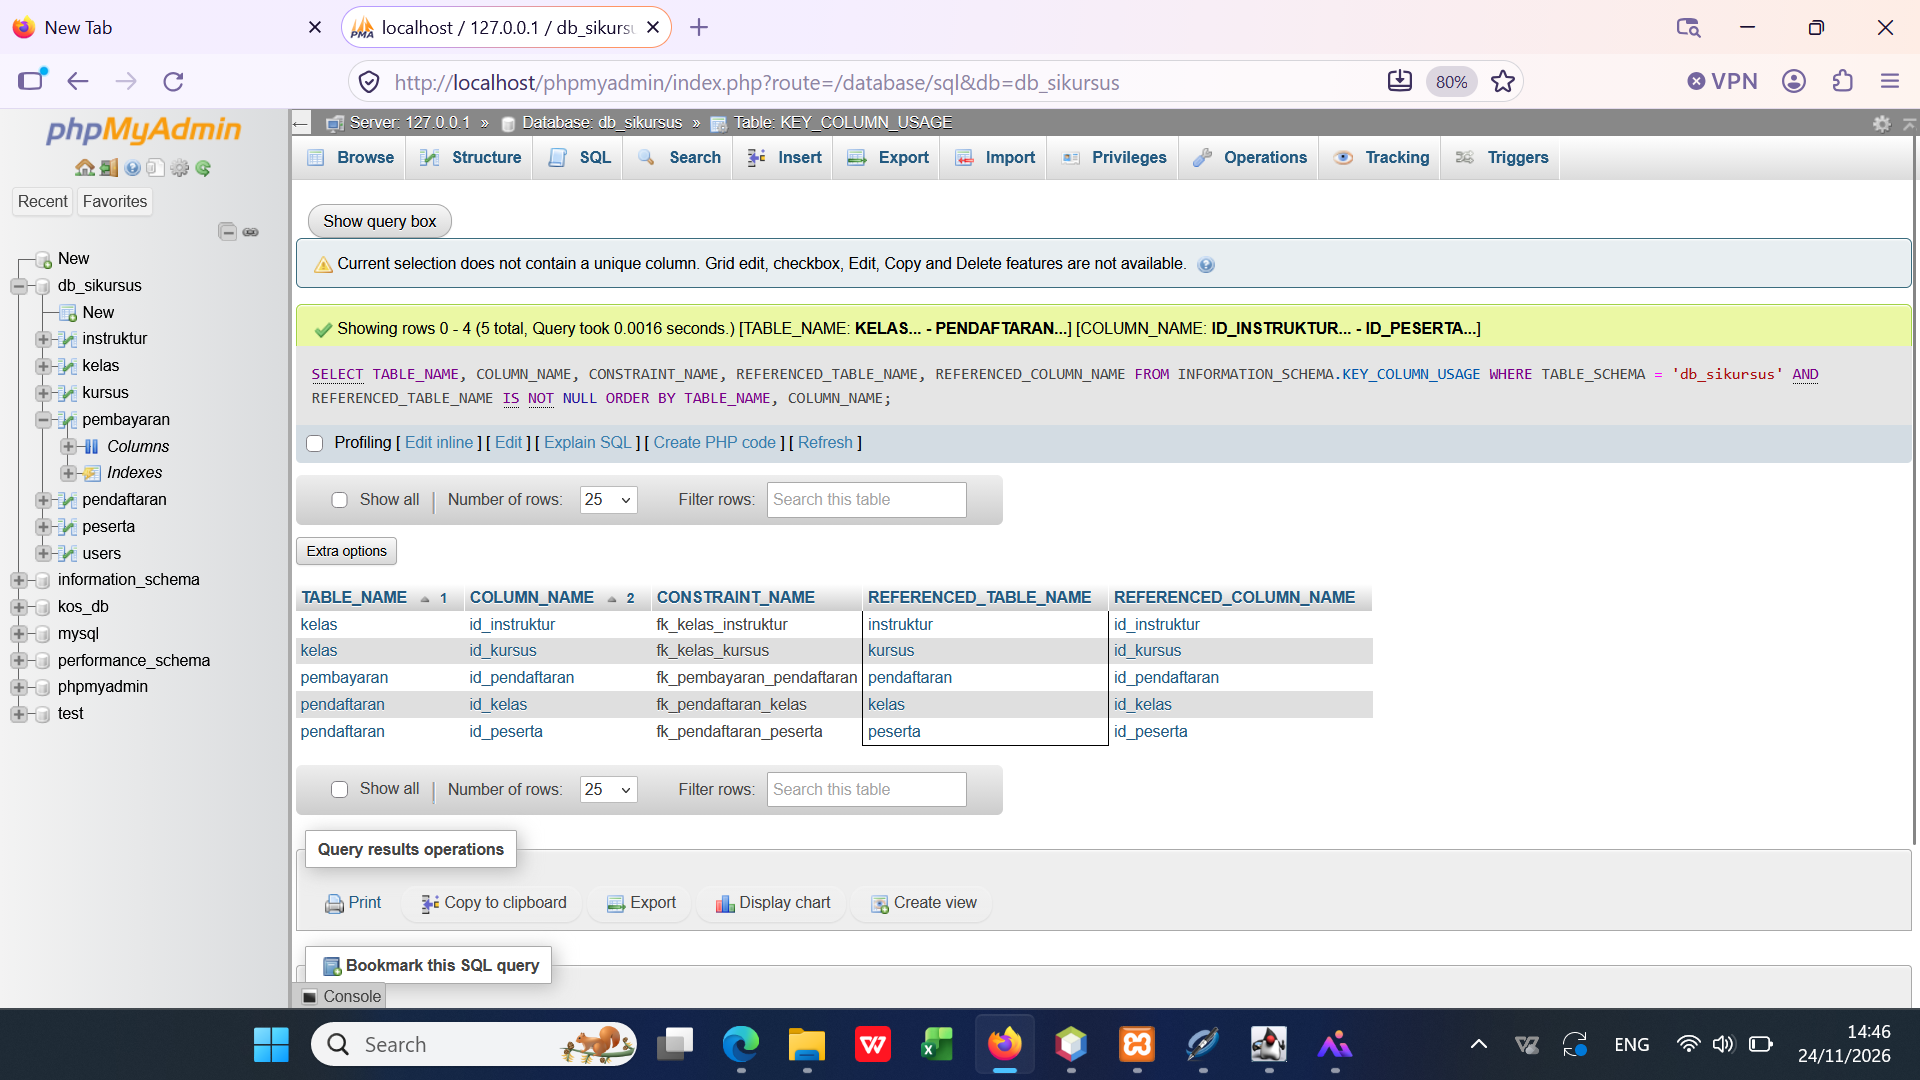 New Tab
localhost / 127.0.0.1 / db_sikurs
http://localhost/phpmyadmin/index.php?route=/database/sql&db=db_sikursus
80%
VPN
phpMyAdmin
Recent
Favorites
New
db_sikursus
New
instruktur
kelas
kursus
pembayaran
Columns
Indexes
pendaftaran
peserta
users
information_schema
kos_db
mysql
performance_schema
phpmyadmin
test
Server: 127.0.0.1 » Database: db_sikursus » Table: KEY_COLUMN_USAGE
Browse Structure SQL Search Insert Export Import Privileges Operations Tracking Triggers
Show query box
Current selection does not contain a unique column. Grid edit, checkbox, Edit, Copy and Delete features are not available.
Showing rows 0 - 4 (5 total, Query took 0.0016 seconds.) [TABLE_NAME: KELAS... - PENDAFTARAN...] [COLUMN_NAME: ID_INSTRUKTUR... - ID_PESERTA...]
SELECT TABLE_NAME, COLUMN_NAME, CONSTRAINT_NAME, REFERENCED_TABLE_NAME, REFERENCED_COLUMN_NAME FROM INFORMATION_SCHEMA.KEY_COLUMN_USAGE WHERE TABLE_SCHEMA = 'db_sikursus' AND
REFERENCED_TABLE_NAME IS NOT NULL ORDER BY TABLE_NAME, COLUMN_NAME;
Profiling [ Edit inline ] [ Edit ] [ Explain SQL ] [ Create PHP code ] [ Refresh ]
Show all | Number of rows: 25 Filter rows: Search this table
Extra options
TABLE_NAME 1 COLUMN_NAME 2 CONSTRAINT_NAME REFERENCED_TABLE_NAME REFERENCED_COLUMN_NAME
kelas id_instruktur fk_kelas_instruktur instruktur id_instruktur
kelas id_kursus fk_kelas_kursus kursus id_kursus
pembayaran id_pendaftaran fk_pembayaran_pendaftaran pendaftaran id_pendaftaran
pendaftaran id_kelas fk_pendaftaran_kelas kelas id_kelas
pendaftaran id_peserta fk_pendaftaran_peserta peserta id_peserta
Show all | Number of rows: 25 Filter rows: Search this table
Query results operations
Print Copy to clipboard Export Display chart Create view
Bookmark this SQL query
Console
Search
ENG
14:46
24/11/2026